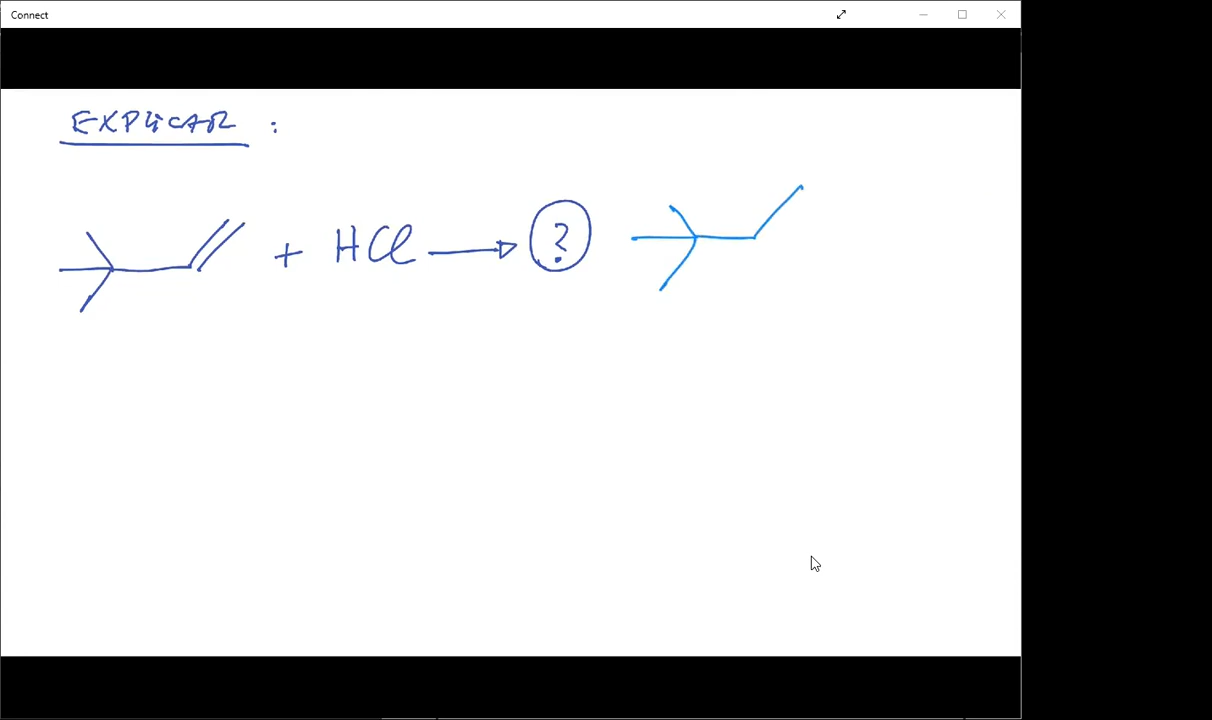 Connect
EXPLICAR :
+ HCl → ?